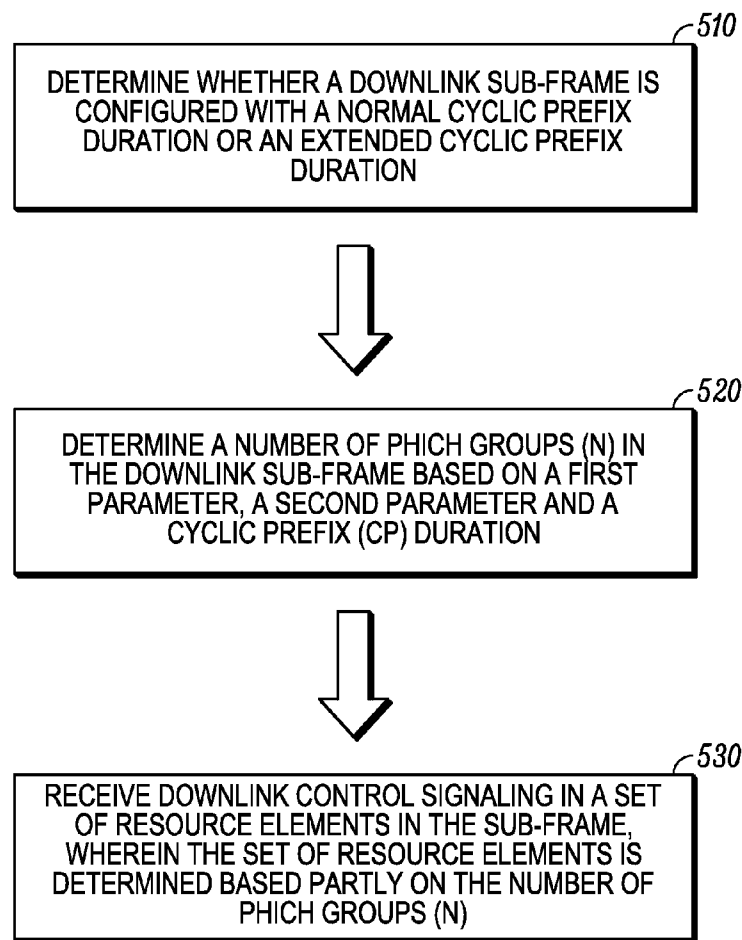 510
DETERMINE WHETHER A DOWNLINK SUB-FRAME IS
CONFIGURED WITH A NORMAL CYCLIC PREFIX
DURATION OR AN EXTENDED CYCLIC PREFIX
DURATION
520
DETERMINE A NUMBER OF PHICH GROUPS (N) IN
THE DOWNLINK SUB-FRAME BASED ON A FIRST
PARAMETER, A SECOND PARAMETER AND A
CYCLIC PREFIX (CP) DURATION
530
RECEIVE DOWNLINK CONTROL SIGNALING IN A SET
OF RESOURCE ELEMENTS IN THE SUB-FRAME,
WHEREIN THE SET OF RESOURCE ELEMENTS IS
DETERMINED BASED PARTLY ON THE NUMBER OF
PHICH GROUPS (N)